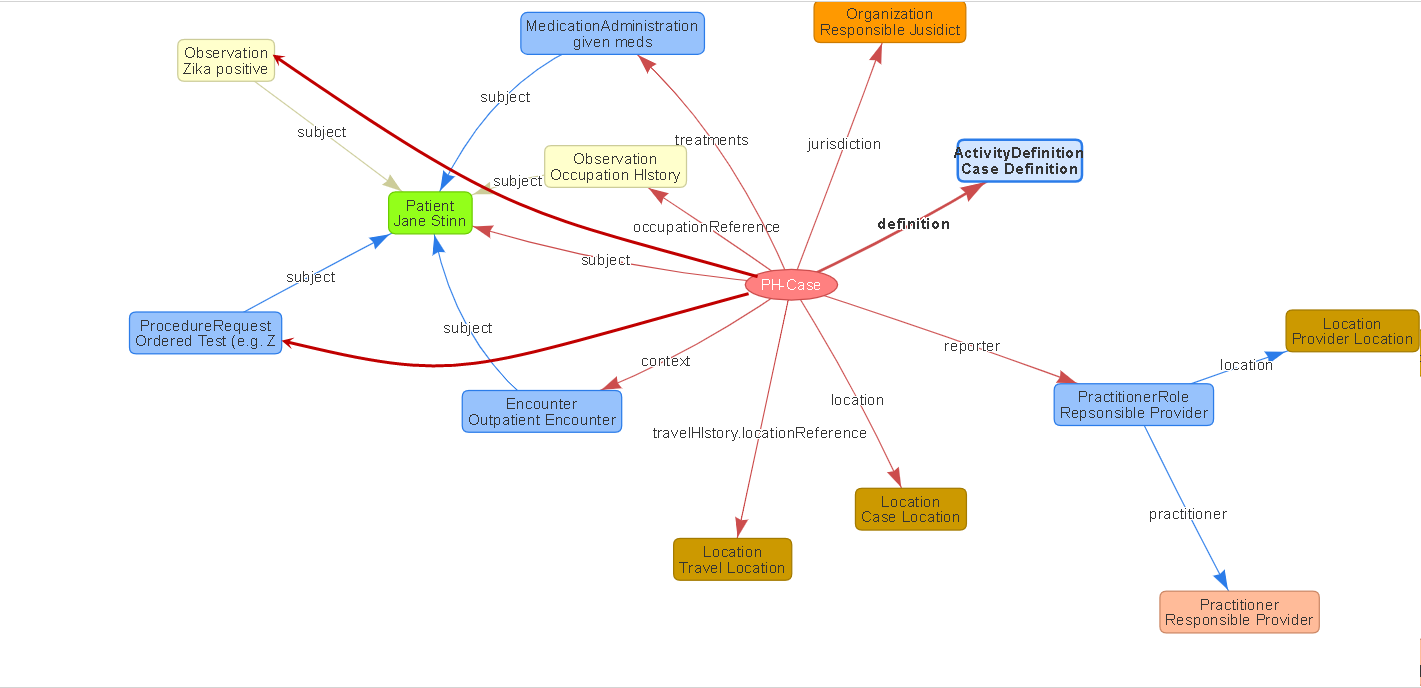 Organization
Responsible Jusidict
MedicationAdministration
given meds
Observation
Zika positive
subject
subject
treatments
jurisdiction
ActivityDefinition
Case Definition
Observation
Occupation HIstory
subject
Patient
Jane Stinn
occupationReference
definition
subject
subject
PH-Case
ProcedureRequest
Ordered Test (e.g. Z
subject
context
reporter
Location
Provider Location
location
Encounter
Outpatient Encounter
location
PractitionerRole
Repsonsible Provider
travelHIstory.locationReference
Location
Case Location
practitioner
Location
Travel Location
Practitioner
Responsible Provider